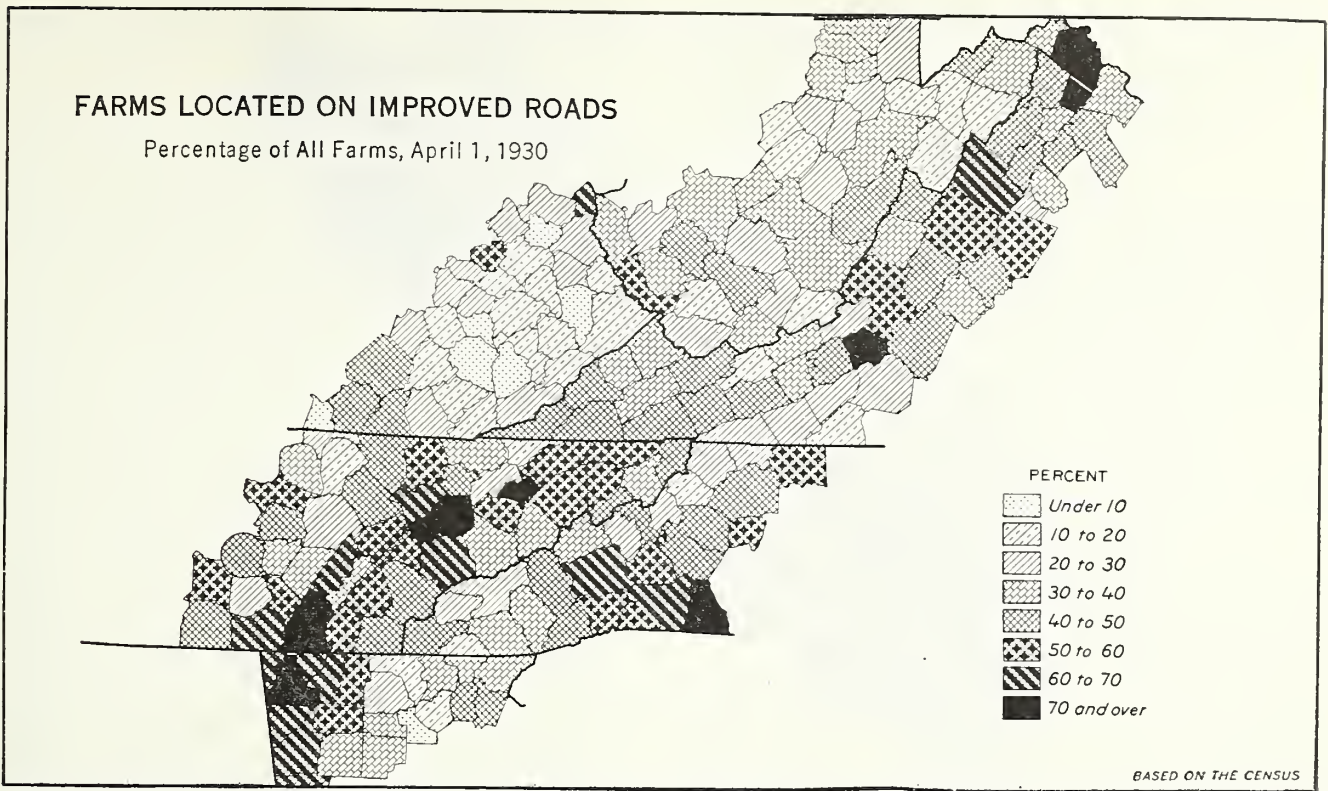 FARMS LOCATED ON IMPROVED ROADS
Percentage of All Farms, April 1, 1930
PERCENT
Under 10
10 to 20
20 to 30
30 to 40
40 to 50
50 to 60
60 to 70
70 and over
BASED ON THE CENSUS